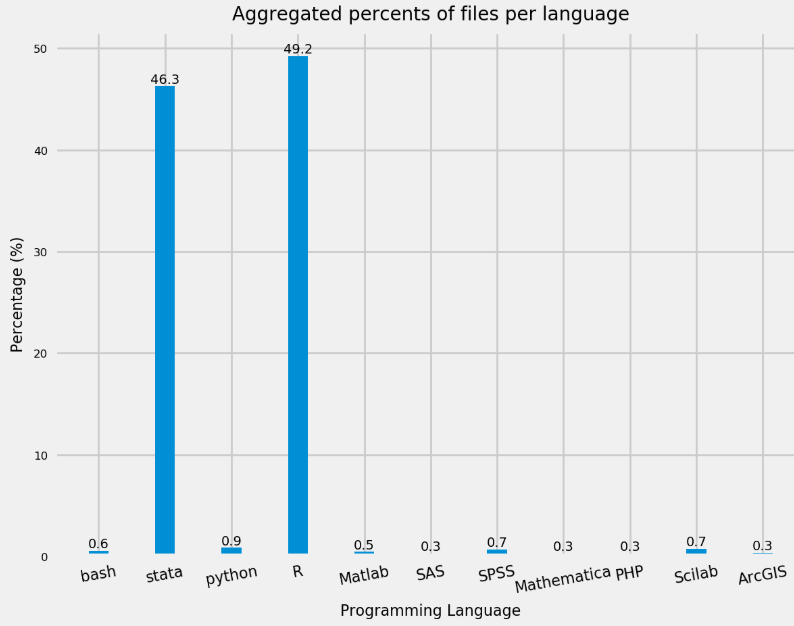 Aggregated percents of files per language
Percentage (%)
50
40
30
20
10
0
0.6
46.3
0.9
49.2
0.5
0.3
0.7
0.3
0.3
0.7
0.3
bash
stata
python
R
Matlab
SAS
SPSS
Mathematica
PHP
Scilab
ArcGIS
Programming Language